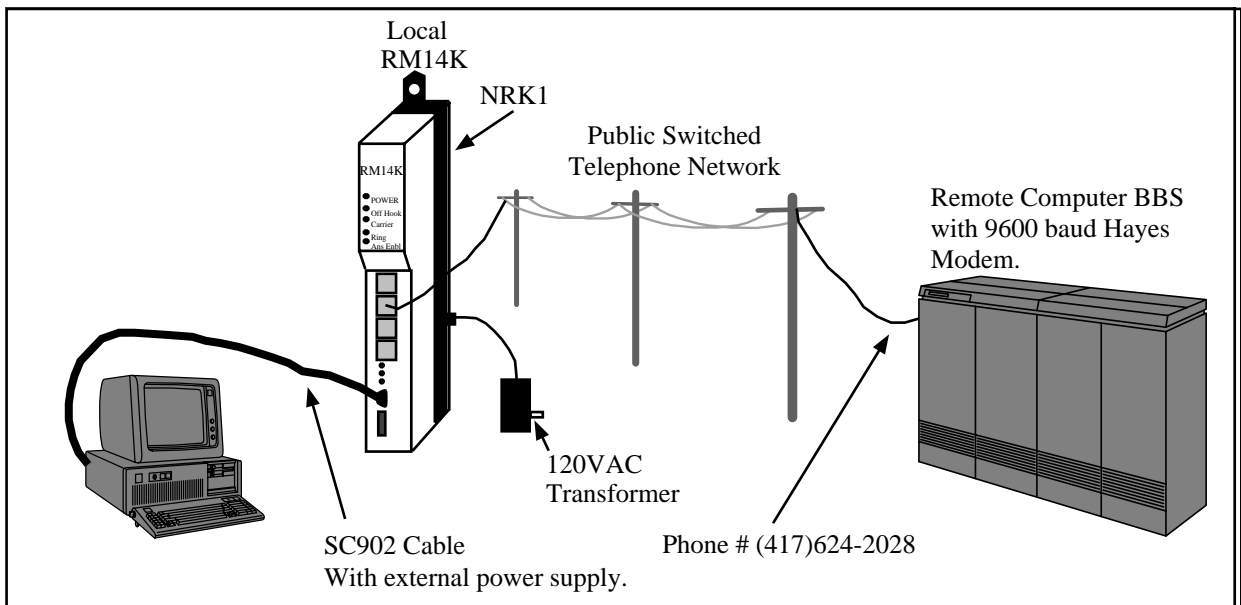 Local
RM14K
NRK1
Public Switched
Telephone Network
RM14K
POWER
Off Hook
Carrier
Ring
Ans Enbl
Remote Computer BBS
with 9600 baud Hayes
Modem.
120VAC
Transformer
SC902 Cable
With external power supply.
Phone # (417)624-2028